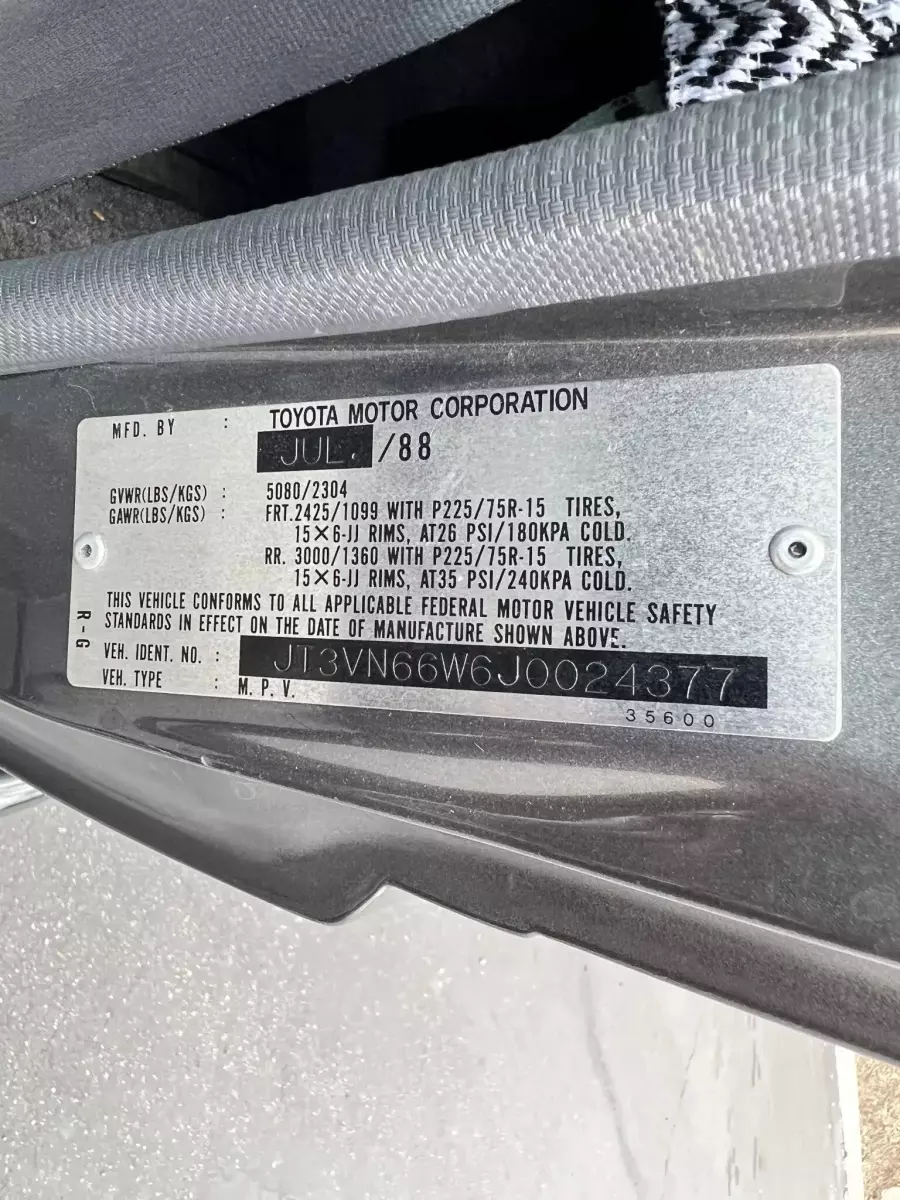 MFD. BY : TOYOTA MOTOR CORPORATION
JUL. /88
GVWR(LBS/KGS) : 5080/2304
GAWR(LBS/KGS) : FRT.2425/1099 WITH P225/75R-15 TIRES,
15×6-JJ RIMS, AT26 PSI/180KPA COLD.
RR. 3000/1360 WITH P225/75R-15 TIRES,
15×6-JJ RIMS, AT35 PSI/240KPA COLD.
THIS VEHICLE CONFORMS TO ALL APPLICABLE FEDERAL MOTOR VEHICLE SAFETY
STANDARDS IN EFFECT ON THE DATE OF MANUFACTURE SHOWN ABOVE.
VEH. IDENT. NO. : JT3VN66W6J0024377
VEH. TYPE : M. P. V.
35600
R-G